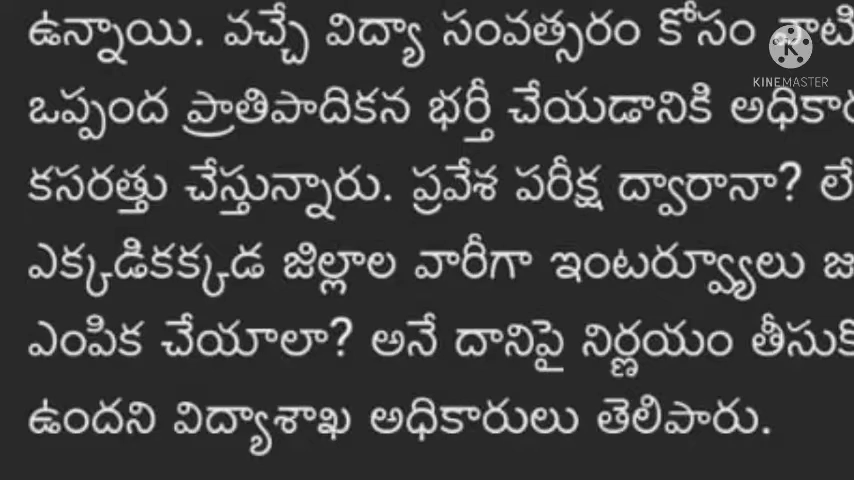 ఉన్నాయి. వచ్చే విద్యా సంవత్సరం కోసం
KINEMASTER
ఒప్పంద ప్రాతిపాదికన భర్తీ చేయడానికి
కసరత్తు చేస్తున్నారు. ప్రవేశ పరీక్ష ద్వారానా?
ఎక్కడికక్కడ జిల్లాల వారీగా ఇంటర్వ్యూలు
ఎంపిక చేయాలా? అనే దానిపై నిర్ణయం
ఉందని విద్యాశాఖ అధికారులు తెలిపారు.